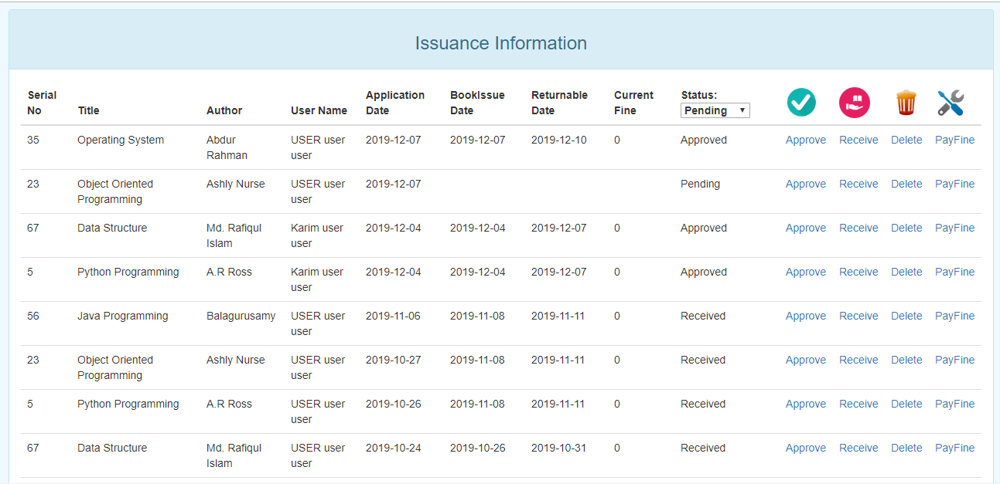 Issuance Information
Serial No Title Author User Name Application Date BookIssue Date Returnable Date Current Fine Status:
Pending
35 Operating System Abdur Rahman USER user user 2019-12-07 2019-12-07 2019-12-10 0 Approved Approve Receive Delete PayFine
23 Object Oriented Programming Ashly Nurse USER user user 2019-12-07 Pending Approve Receive Delete PayFine
67 Data Structure Md. Rafiqul Islam Karim user user 2019-12-04 2019-12-04 2019-12-07 0 Approved Approve Receive Delete PayFine
5 Python Programming A.R Ross Karim user user 2019-12-04 2019-12-04 2019-12-07 0 Approved Approve Receive Delete PayFine
56 Java Programming Balagurusamy USER user user 2019-11-06 2019-11-08 2019-11-11 0 Received Approve Receive Delete PayFine
23 Object Oriented Programming Ashly Nurse USER user user 2019-10-27 2019-11-08 2019-11-11 0 Received Approve Receive Delete PayFine
5 Python Programming A.R Ross USER user user 2019-10-26 2019-11-08 2019-11-11 0 Received Approve Receive Delete PayFine
67 Data Structure Md. Rafiqul Islam USER user user 2019-10-24 2019-10-26 2019-10-31 0 Received Approve Receive Delete PayFine